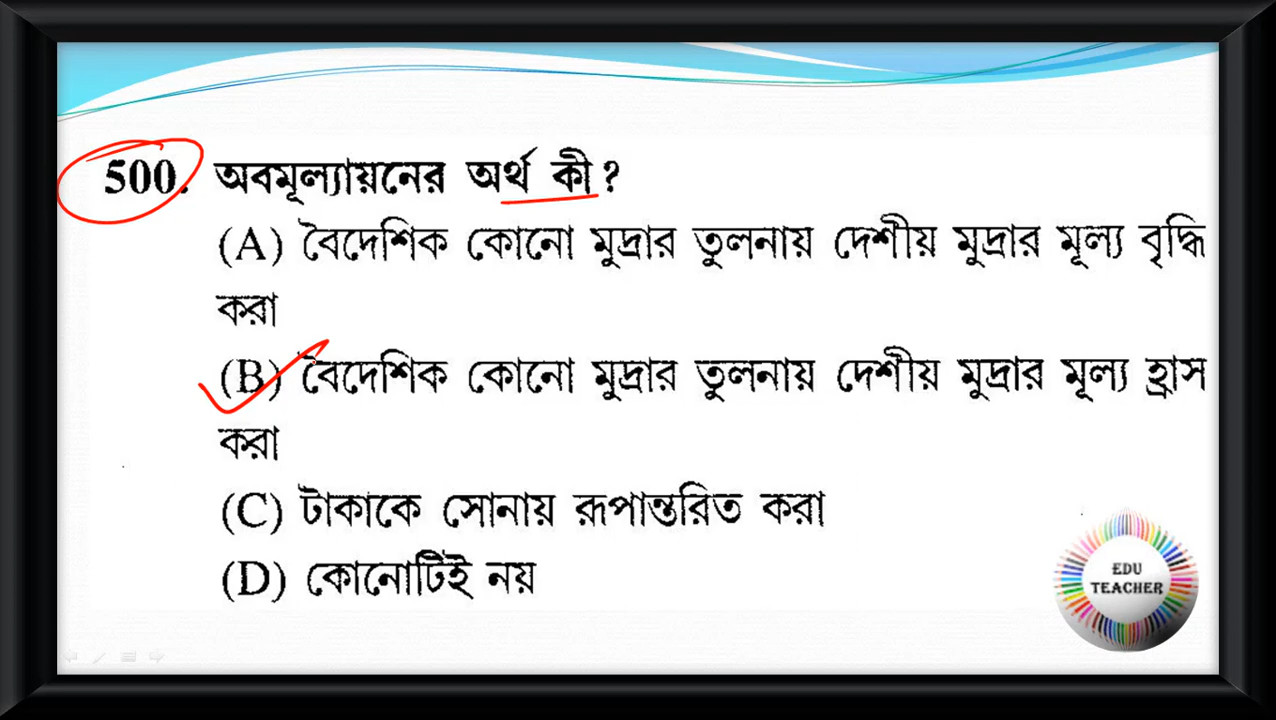 500. অবমূল্যায়নের অর্থ কী?
(A) বৈদেশিক কোনো মুদ্রার তুলনায় দেশীয় মুদ্রার মূল্য বৃদ্ধি
করা
(B) বৈদেশিক কোনো মুদ্রার তুলনায় দেশীয় মুদ্রার মূল্য হ্রাস
করা
(C) টাকাকে সোনায় রূপান্তরিত করা
(D) কোনোটিই নয়
EDU
TEACHER